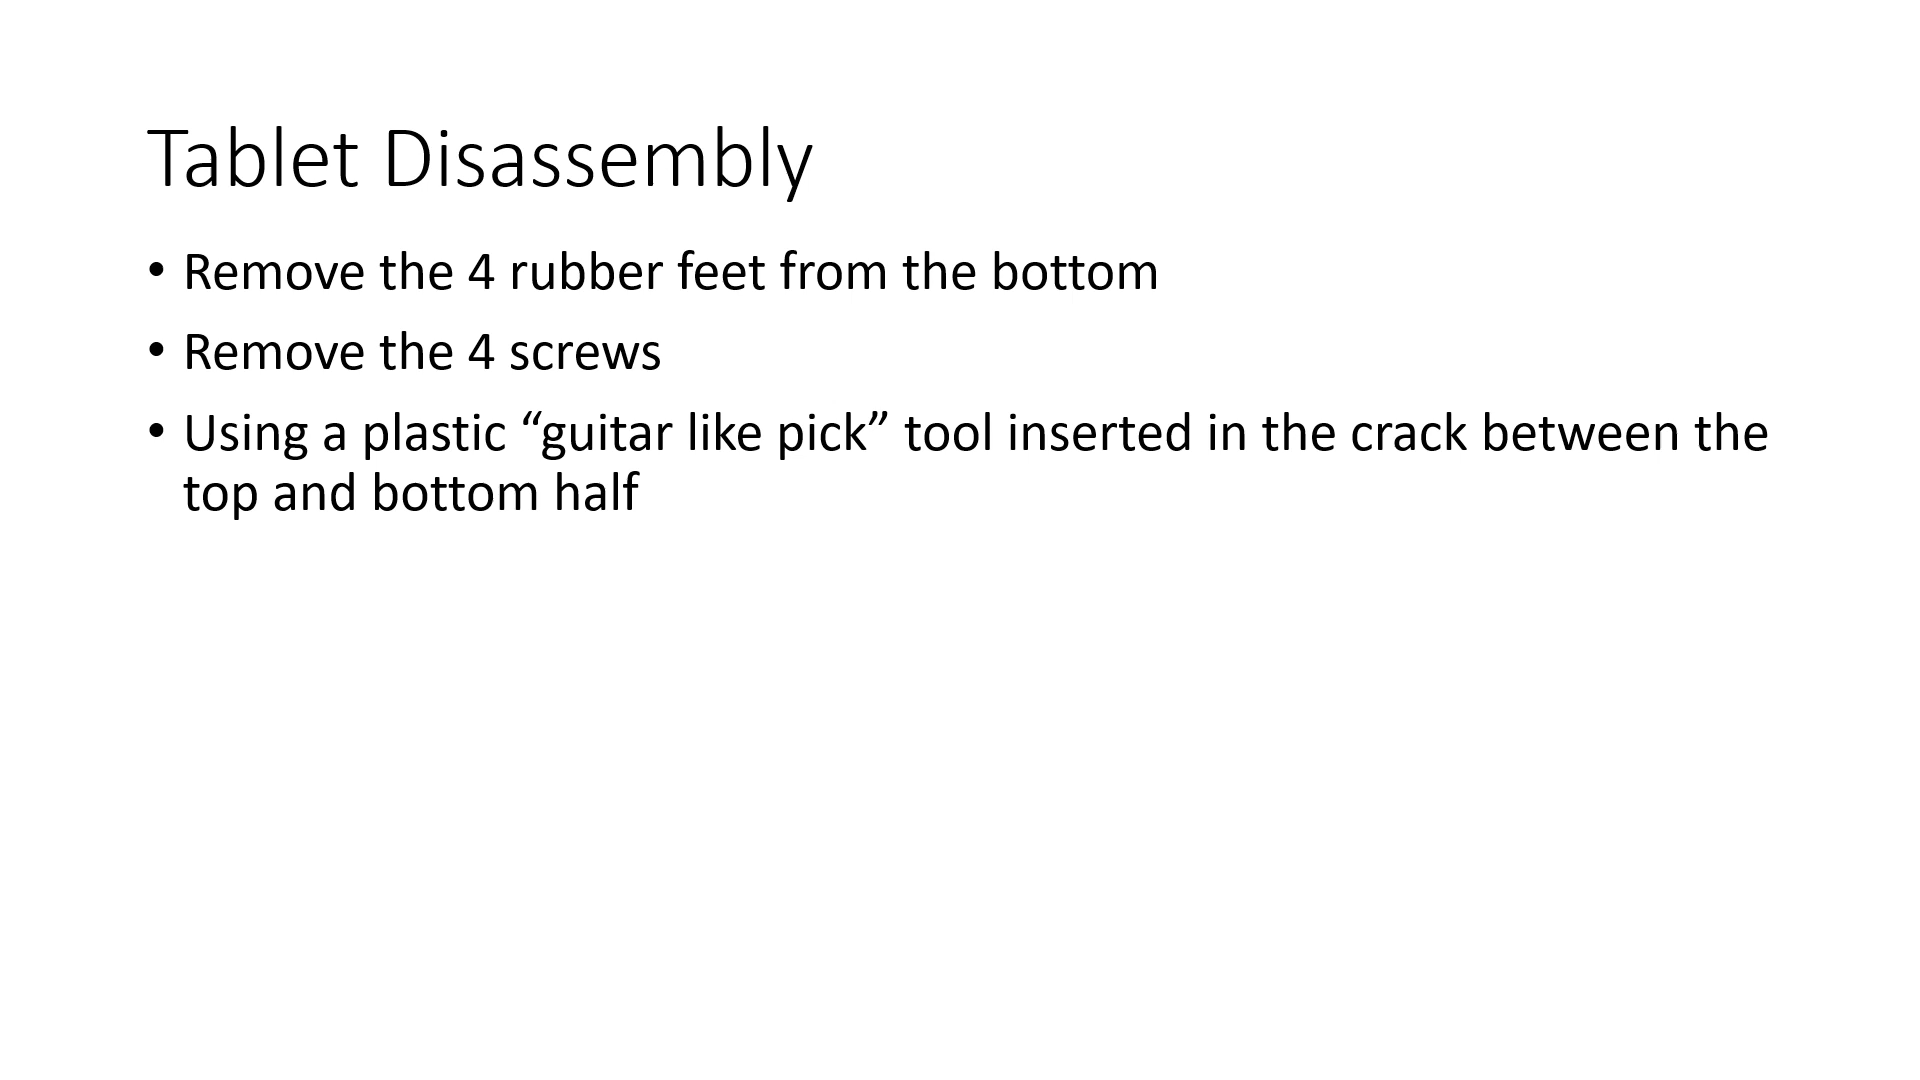 Tablet Disassembly
• Remove the 4 rubber feet from the bottom
• Remove the 4 screws
• Using a plastic “guitar like pick” tool inserted in the crack between the
top and bottom half